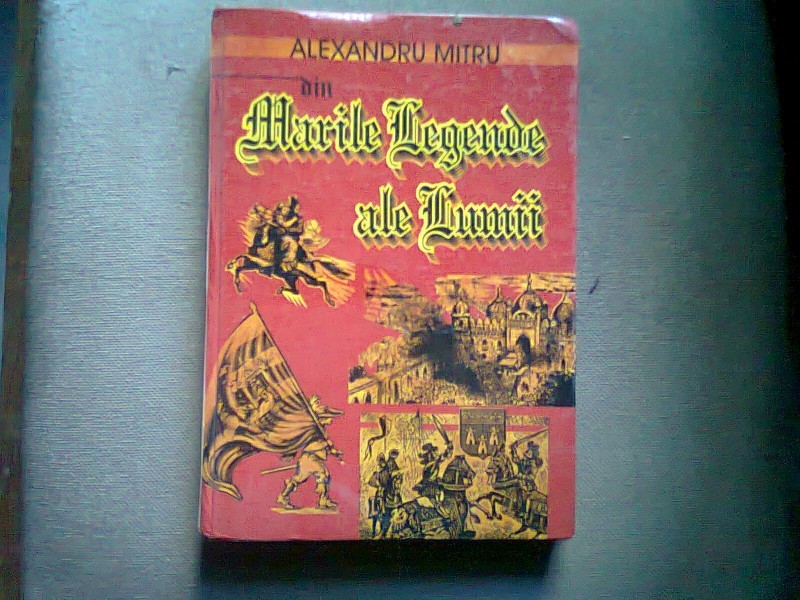 ALEXANDRU MITRU
din
Marile Legende
ale Lumii